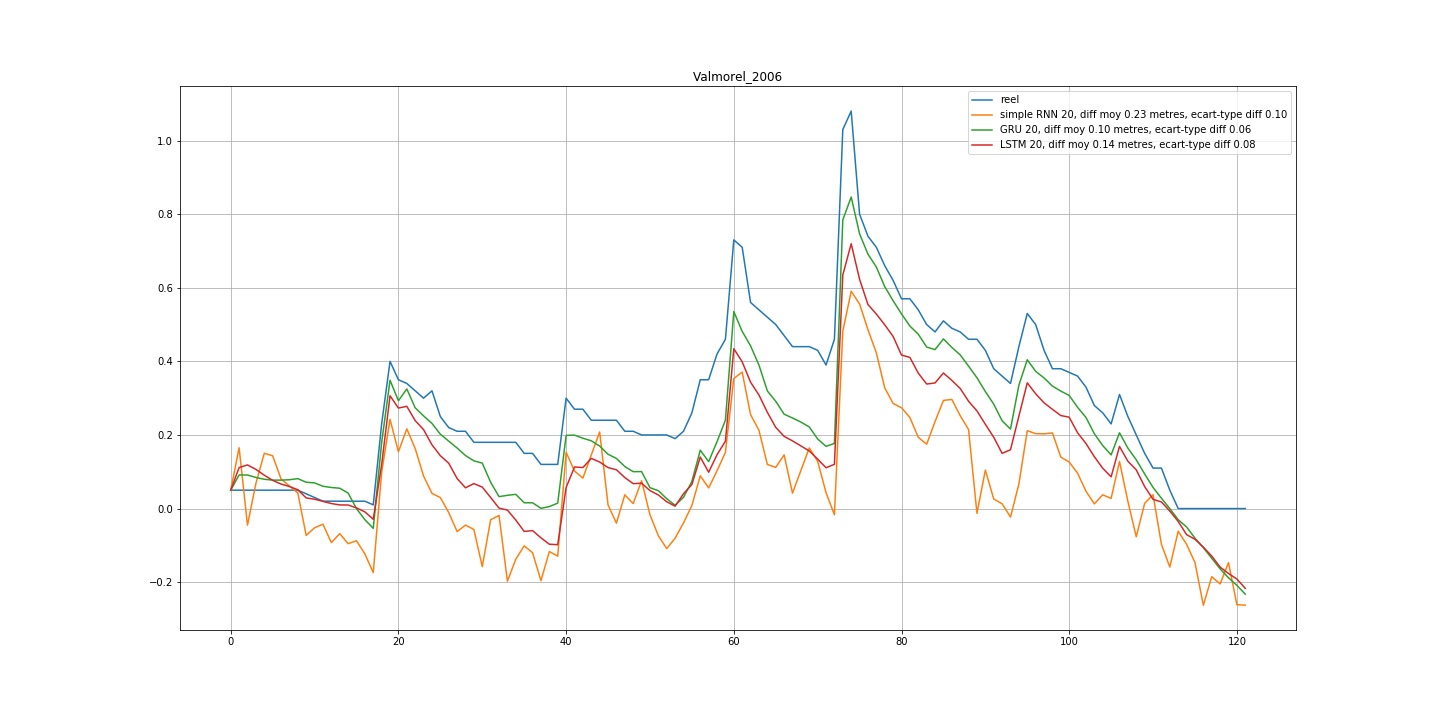 Valmorel_2006
reel
simple RNN 20, diff moy 0.23 metres, ecart-type diff 0.10
GRU 20, diff moy 0.10 metres, ecart-type diff 0.06
LSTM 20, diff moy 0.14 metres, ecart-type diff 0.08
1.0
0.8
0.6
0.4
0.2
0.0
−0.2
0 20 40 60 80 100 120